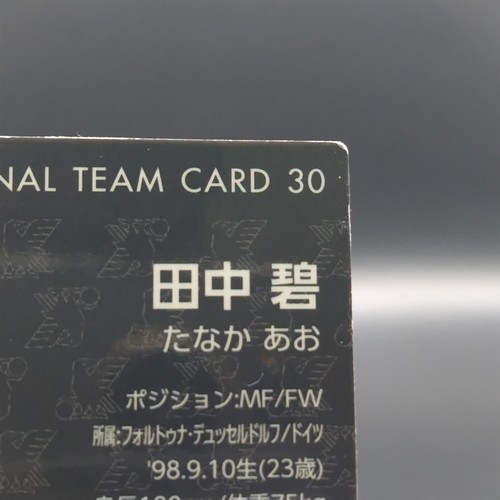 NAL TEAM CARD 30
田中 碧
たなか あお
ポジション:MF/FW
所属:フォルトゥナ・デュッセルドルフ/ドイツ
'98.9.10生(23歳)